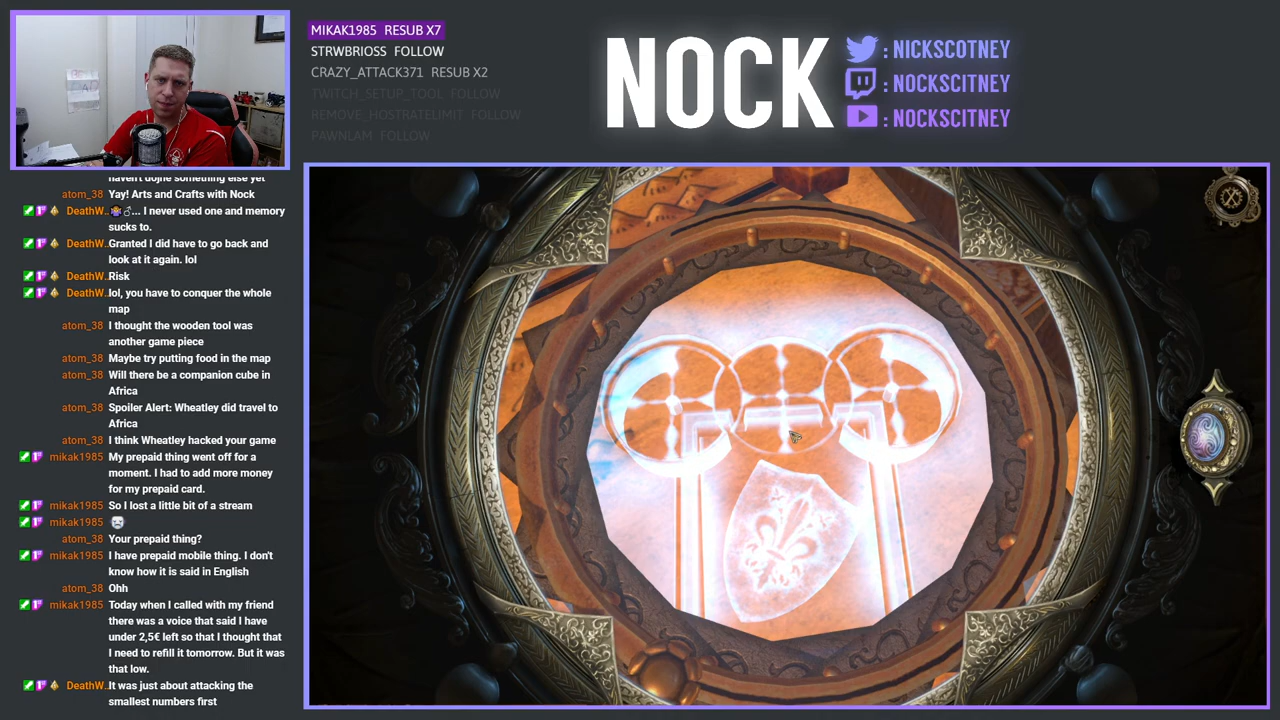 MIKAK1985 RESUB X7
STRWBRIOSS FOLLOW
CRAZY_ATTACK371 RESUB X2
TWITCH_SETUP_TOOL FOLLOW
REMOVE_HOSTRATELIMIT FOLLOW
PAWNLAM FOLLOW
NOCK
: NICKSCOTNEY
: NOCKSCITNEY
: NOCKSCITNEY
haven't dojne something else yet
atom_38 Yay! Arts and Crafts with Nock
DeathW... 🤷‍♂... I never used one and memory
sucks to.
DeathW... Granted I did have to go back and
look at it again. lol
DeathW... Risk
DeathW... lol, you have to conquer the whole
map
atom_38 I thought the wooden tool was
another game piece
atom_38 Maybe try putting food in the map
atom_38 Will there be a companion cube in
Africa
atom_38 Spoiler Alert: Wheatley did travel to
Africa
atom_38 I think Wheatley hacked your game
mikak1985 My prepaid thing went off for a
moment. I had to add more money
for my prepaid card.
mikak1985 So I lost a little bit of a stream
mikak1985
atom_38 Your prepaid thing?
mikak1985 I have prepaid mobile thing. I don't
know how it is said in English
atom_38 Ohh
mikak1985 Today when I called with my friend
there was a voice that said I have
under 2,5€ left so that I thought that
I need to refill it tomorrow. But it was
that low.
DeathW... It was just about attacking the
smallest numbers first